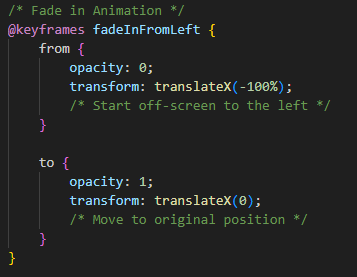 /* Fade in Animation */
@keyframes fadeInFromLeft {
    from {
        opacity: 0;
        transform: translateX(-100%);
        /* Start off-screen to the left */
    }

    to {
        opacity: 1;
        transform: translateX(0);
        /* Move to original position */
    }
}